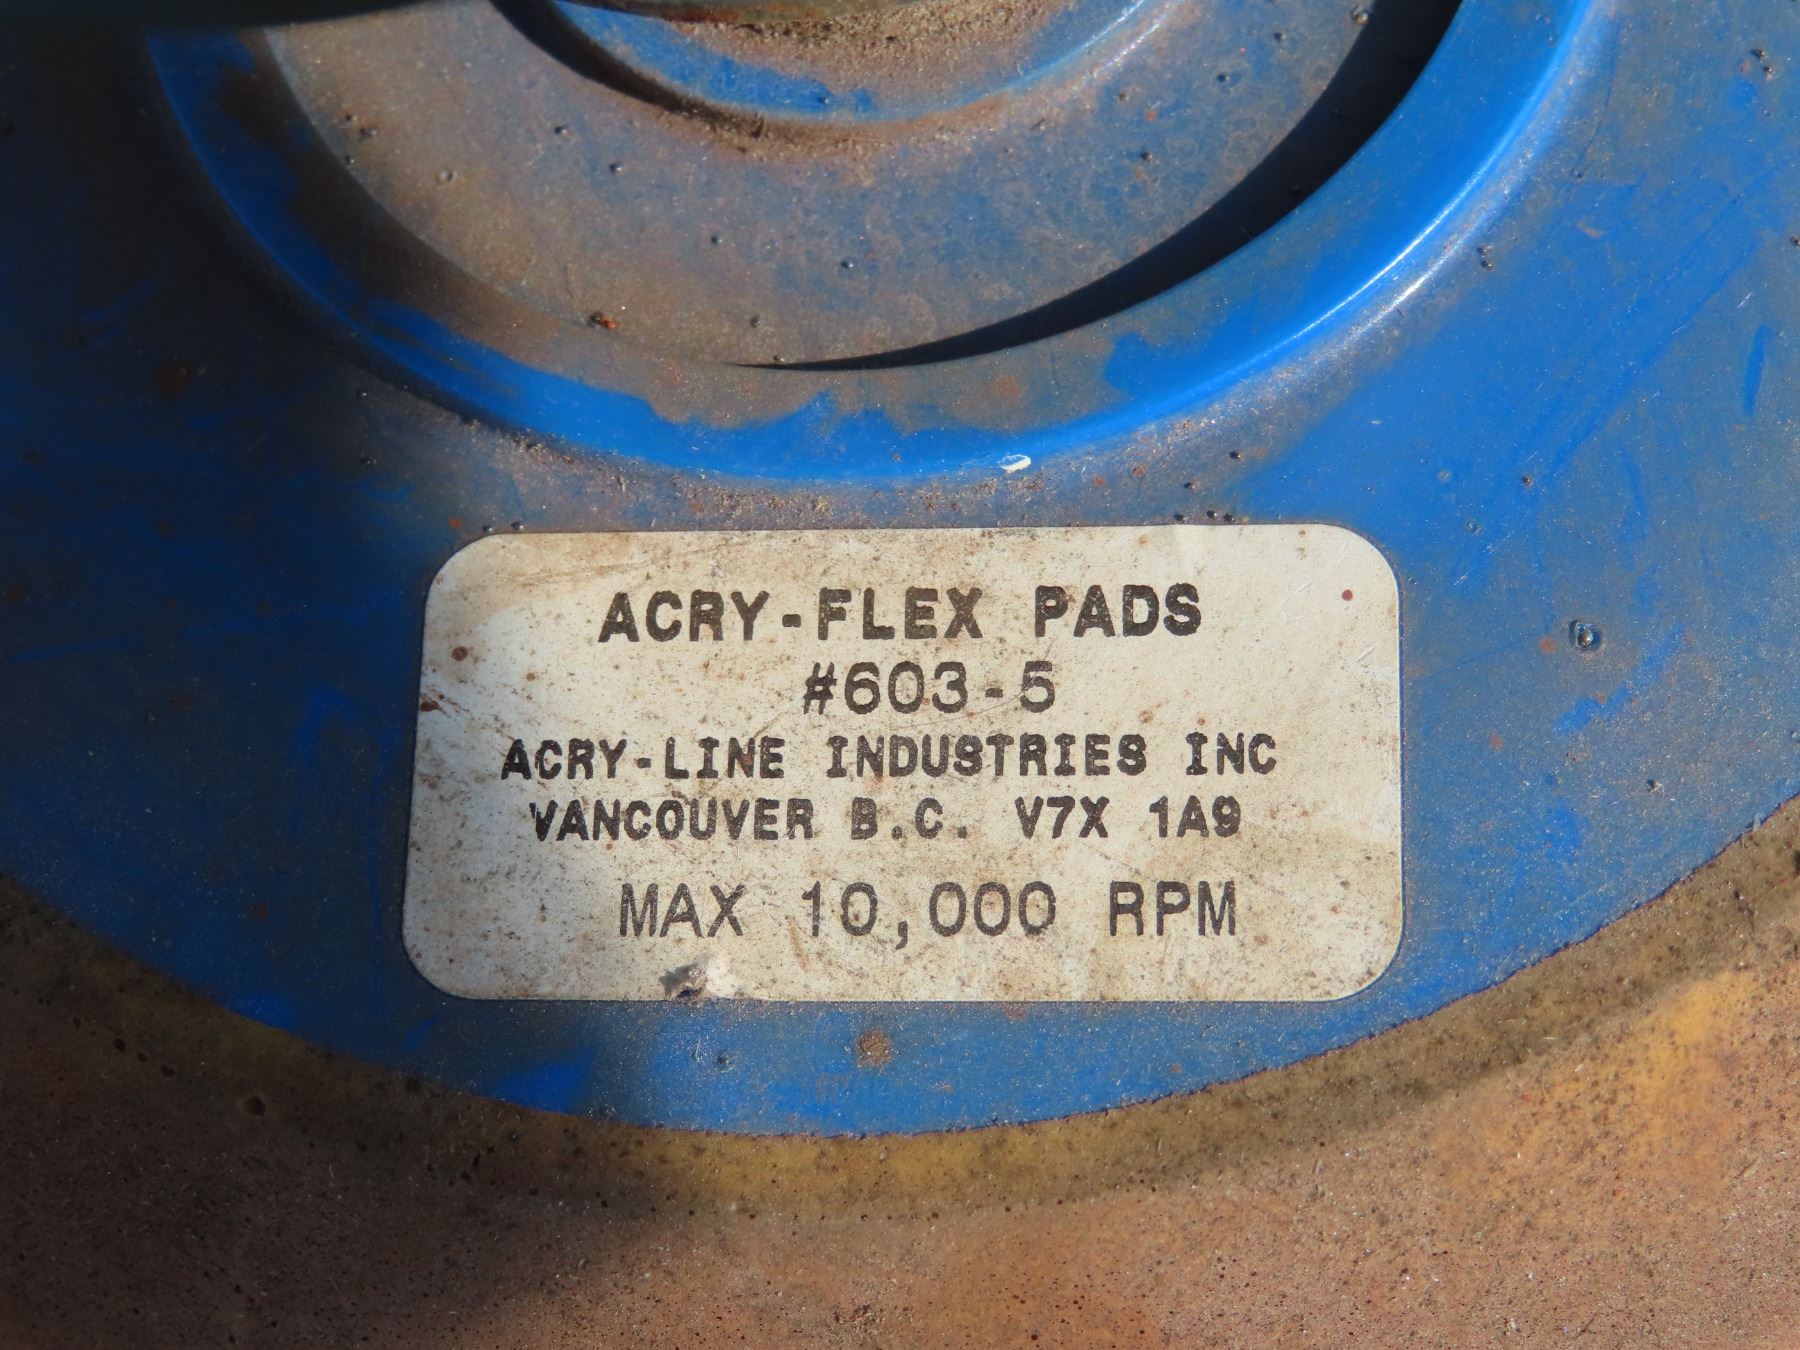 ACRY-FLEX PADS
#603-5
ACRY-LINE INDUSTRIES INC
VANCOUVER B.C. V7X 1A9
MAX 10,000 RPM